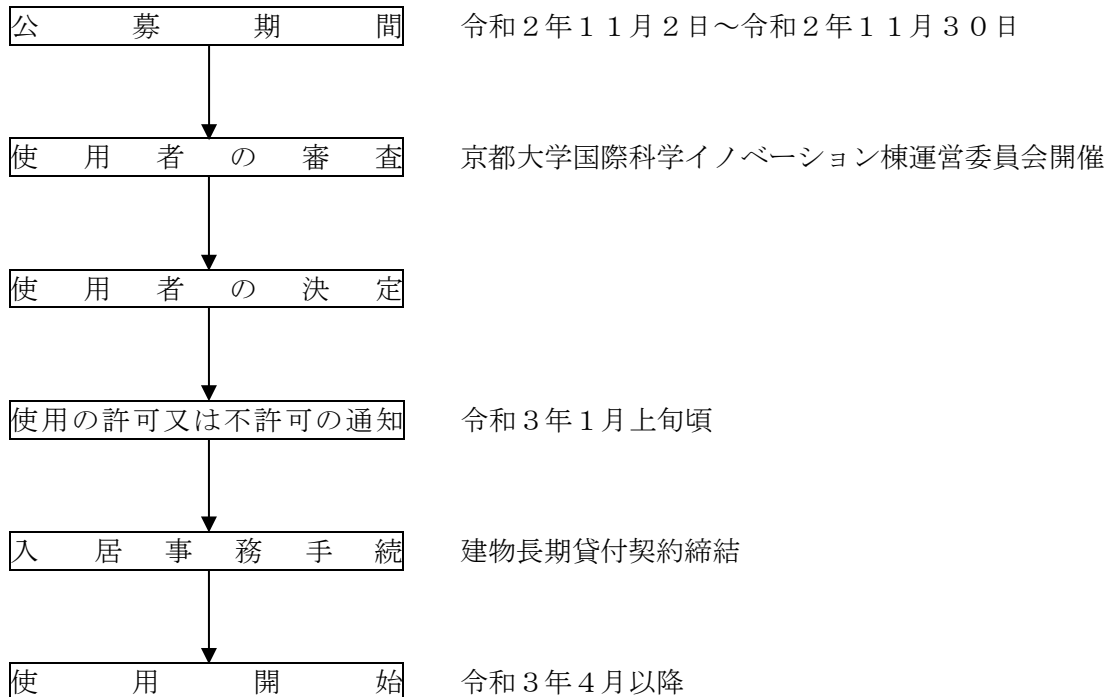 公募期間 令和２年１１月２日～令和２年１１月３０日
使用者の審査 京都大学国際科学イノベーション棟運営委員会開催
使用者の決定
使用の許可又は不許可の通知 令和３年１月上旬頃
入居事務手続 建物長期貸付契約締結
使用開始 令和３年４月以降